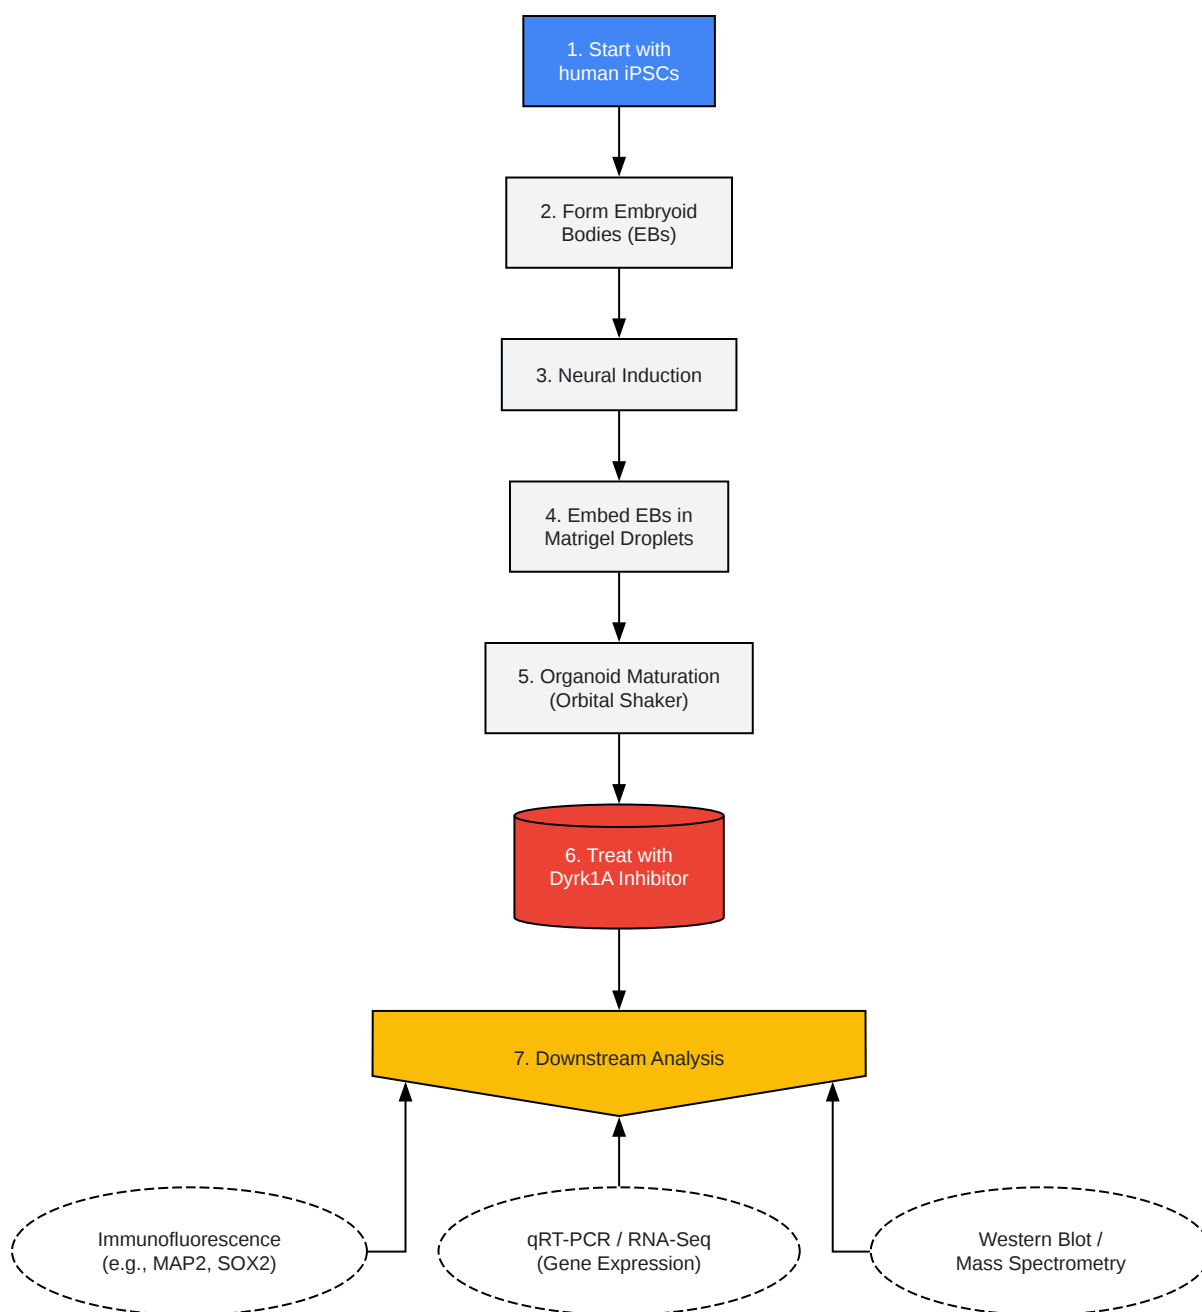 1. Start with
human iPSCs
2. Form Embryoid
Bodies (EBs)
3. Neural Induction
4. Embed EBs in
Matrigel Droplets
5. Organoid Maturation
(Orbital Shaker)
6. Treat with
Dyrk1A Inhibitor
7. Downstream Analysis
Immunofluorescence
(e.g., MAP2, SOX2)
qRT-PCR / RNA-Seq
(Gene Expression)
Western Blot /
Mass Spectrometry